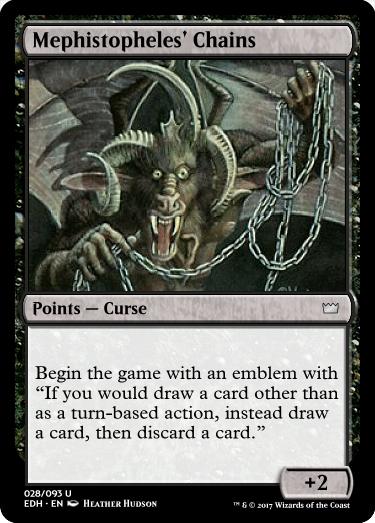 Mephistopheles' Chains
Points — Curse
Begin the game with an emblem with
“If you would draw a card other than
as a turn-based action, instead draw
a card, then discard a card.”
+2
028/093 U
EDH • EN Heather Hudson
™ & © 2017 Wizards of the Coast